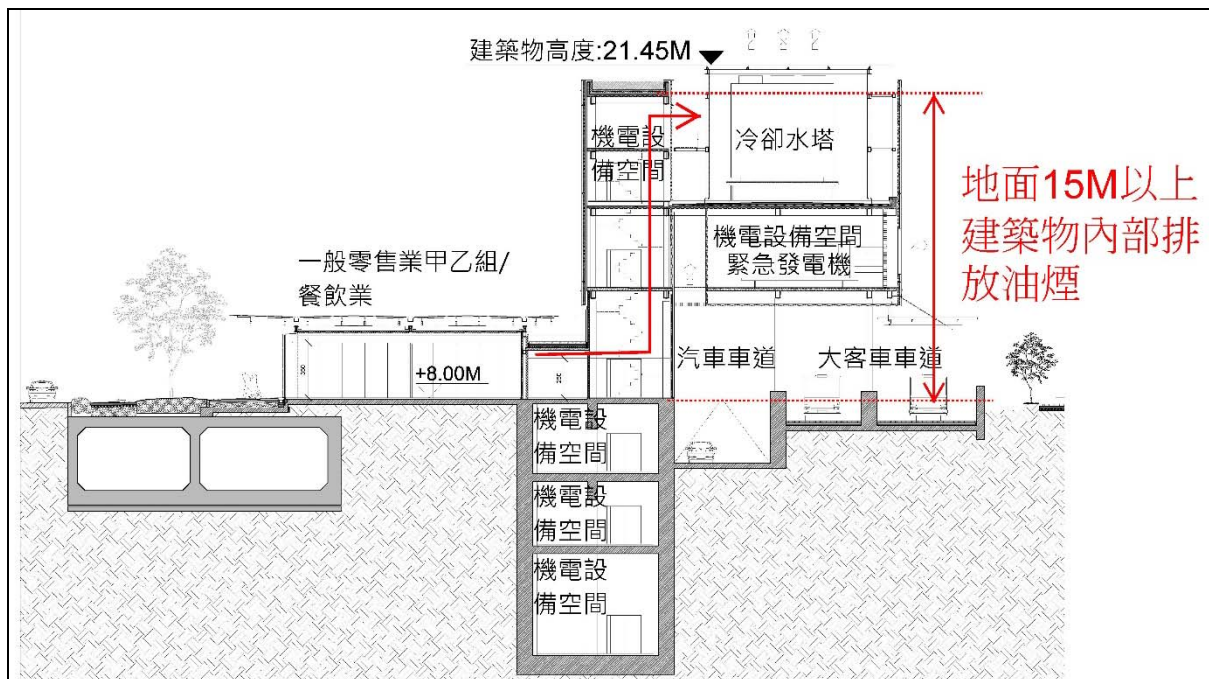 建築物高度:21.45M
機電設
備空間
冷卻水塔
地面15M以上
建築物內部排
放油煙
機電設備空間
緊急發電機
一般零售業甲乙組/
餐飲業
汽車車道
大客車車道
+8.00M
機電設
備空間
機電設
備空間
機電設
備空間